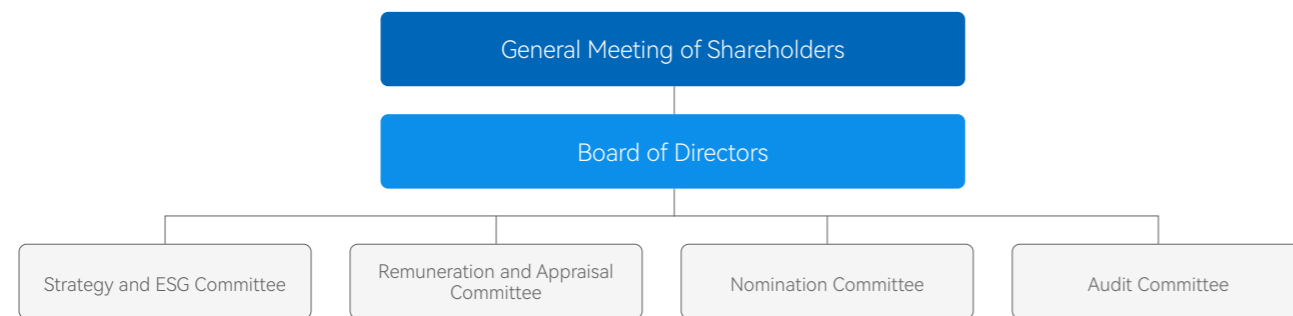 General Meeting of Shareholders
Board of Directors
Strategy and ESG Committee
Remuneration and Appraisal
Committee
Nomination Committee
Audit Committee